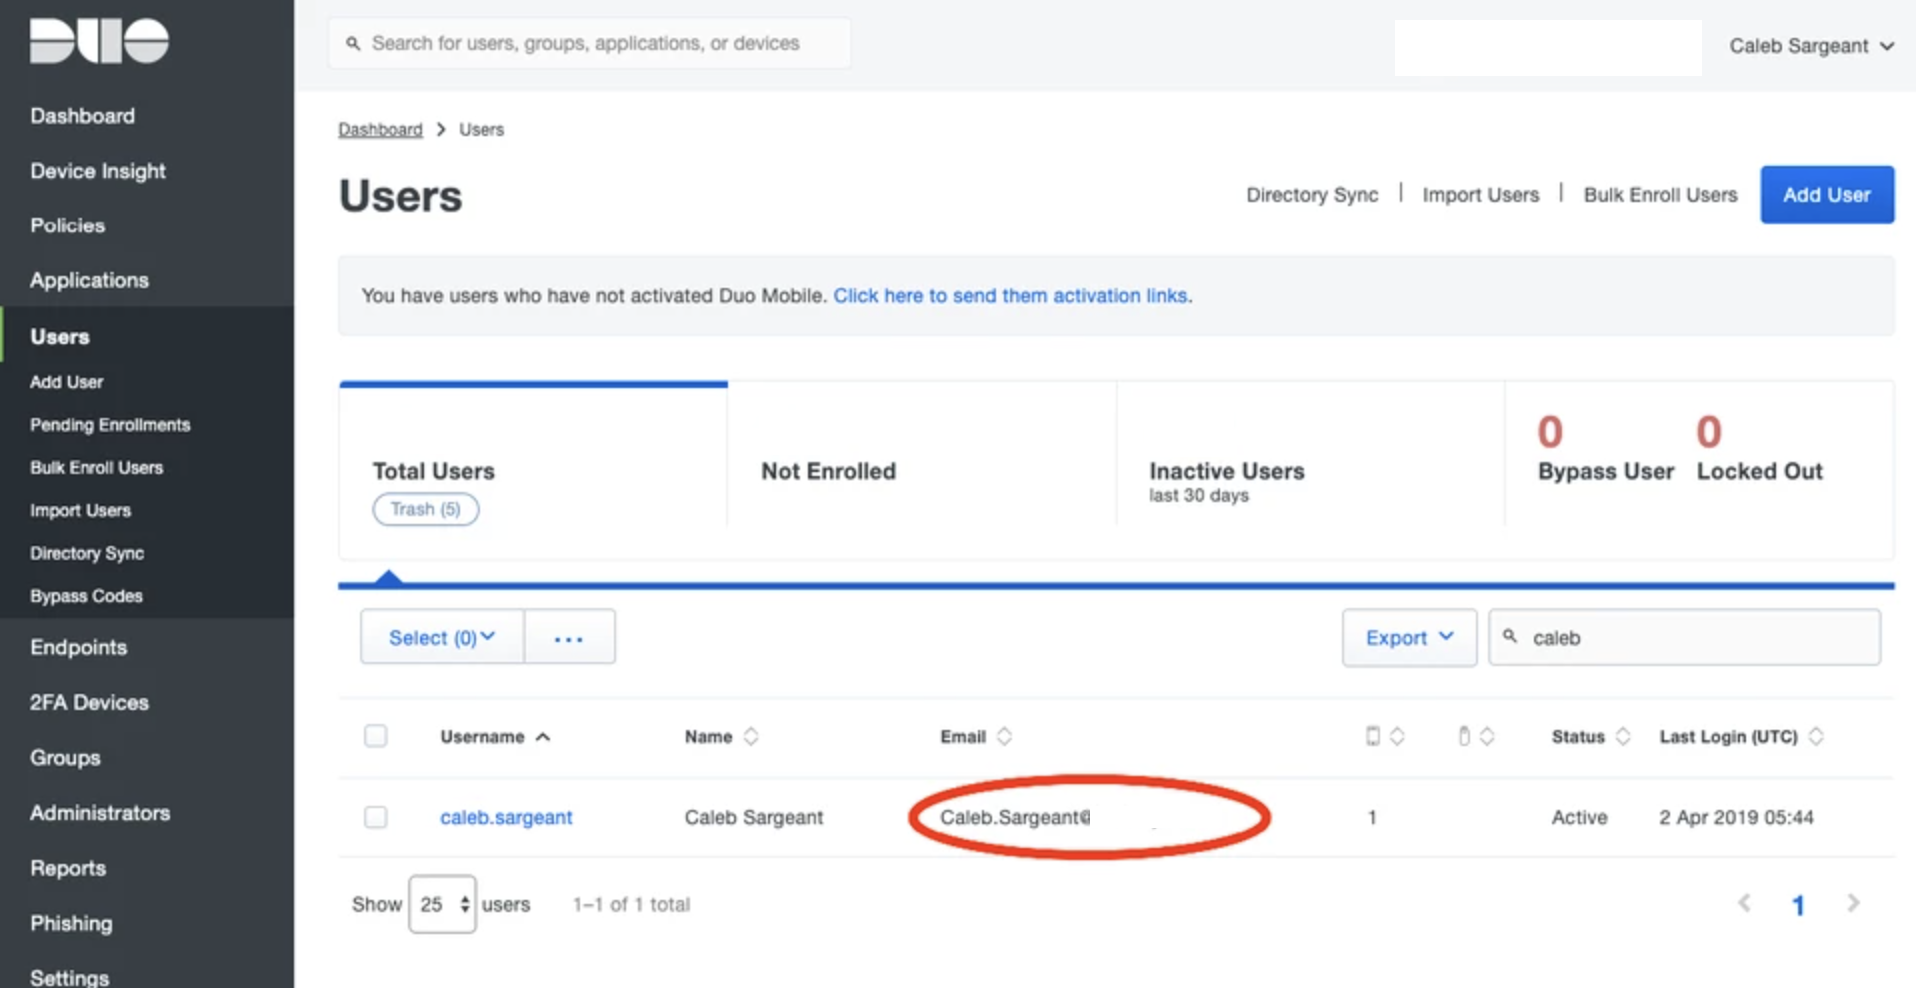 DUO
Search for users, groups, applications, or devices
Caleb Sargeant
Dashboard
Device Insight
Policies
Applications
Users
Add User
Pending Enrollments
Bulk Enroll Users
Import Users
Directory Sync
Bypass Codes
Endpoints
2FA Devices
Groups
Administrators
Reports
Phishing
Settings
Dashboard > Users
Users
Directory Sync | Import Users | Bulk Enroll Users Add User
You have users who have not activated Duo Mobile. Click here to send them activation links.
Total Users
Trash (5)
Not Enrolled
Inactive Users
last 30 days
0
Bypass User
0
Locked Out
Select (0) ...
Export caleb
Username Name Email Status Last Login (UTC)
caleb.sargeant Caleb Sargeant Caleb.Sargeant@ 1 Active 2 Apr 2019 05:44
Show 25 users 1–1 of 1 total < 1 >